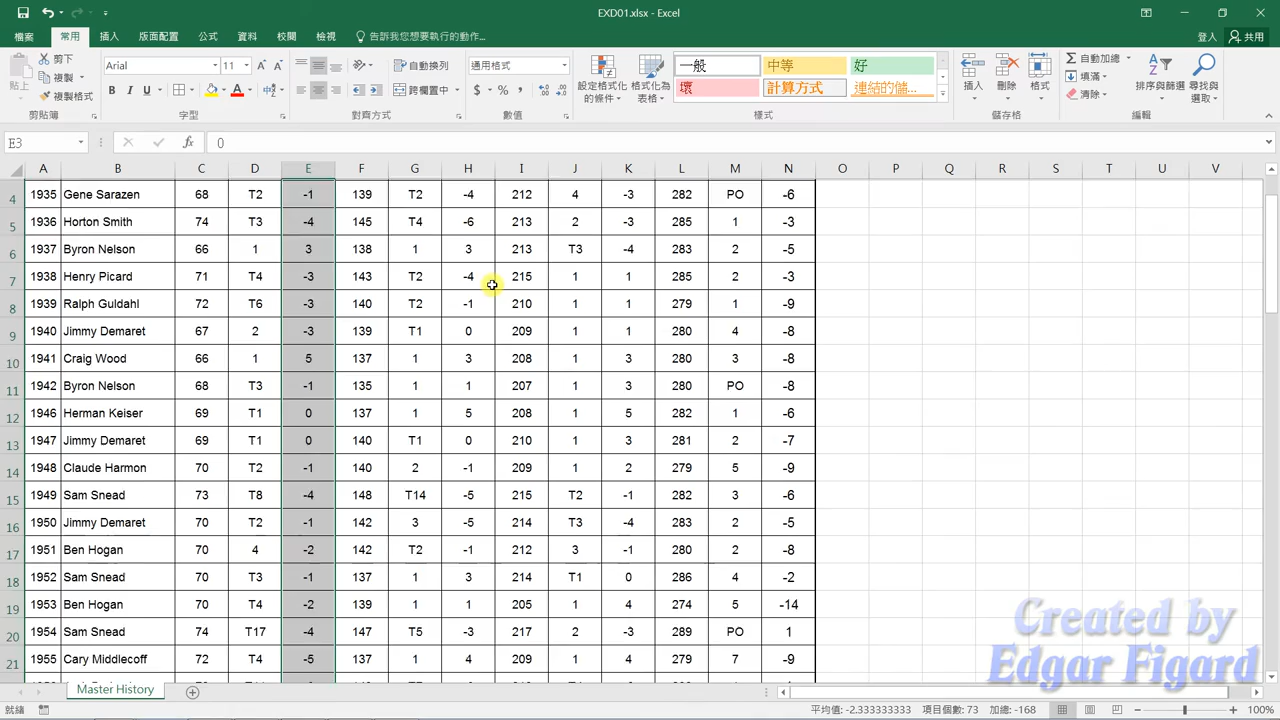 EXD01.xlsx - Excel
檔案 常用 插入 版面配置 公式 資料 校閱 檢視 告訴我您想要執行的動作... 登入 共用
貼上 剪下 複製 複製格式 剪貼簿
Arial 11 B I U A A A 中 字型
自動換列 跨欄置中 對齊方式
通用格式 $ % , 數值
設定格式化的條件 格式化為表格 一般 中等 好 壞 計算方式 連結的儲... 樣式
插入 刪除 格式 儲存格
自動加總 填滿 清除 排序與篩選 尋找與選取 編輯
E3 fx 0
A B C D E F G H I J K L M N O P Q R S T U V
4 1935 Gene Sarazen 68 T2 -1 139 T2 -4 212 4 -3 282 PO -6
5 1936 Horton Smith 74 T3 -4 145 T4 -6 213 2 -3 285 1 -3
6 1937 Byron Nelson 66 1 3 138 1 3 213 T3 -4 283 2 -5
7 1938 Henry Picard 71 T4 -3 143 T2 -4 215 1 1 285 2 -3
8 1939 Ralph Guldahl 72 T6 -3 140 T2 -1 210 1 1 279 1 -9
9 1940 Jimmy Demaret 67 2 -3 139 T1 0 209 1 1 280 4 -8
10 1941 Craig Wood 66 1 5 137 1 3 208 1 3 280 3 -8
11 1942 Byron Nelson 68 T3 -1 135 1 1 207 1 3 280 PO -8
12 1946 Herman Keiser 69 T1 0 137 1 5 208 1 5 282 1 -6
13 1947 Jimmy Demaret 69 T1 0 140 T1 0 210 1 3 281 2 -7
14 1948 Claude Harmon 70 T2 -1 140 2 -1 209 1 2 279 5 -9
15 1949 Sam Snead 73 T8 -4 148 T14 -5 215 T2 -1 282 3 -6
16 1950 Jimmy Demaret 70 T2 -1 142 3 -5 214 T3 -4 283 2 -5
17 1951 Ben Hogan 70 4 -2 142 T2 -1 212 3 -1 280 2 -8
18 1952 Sam Snead 70 T3 -1 137 1 3 214 T1 0 286 4 -2
19 1953 Ben Hogan 70 T4 -2 139 1 1 205 1 4 274 5 -14
20 1954 Sam Snead 74 T17 -4 147 T5 -3 217 2 -3 289 PO 1
21 1955 Cary Middlecoff 72 T4 -5 137 1 4 209 1 4 279 7 -9
Created by
Edgar Figard
Master History
就緒 平均值: -2.333333333 項目個數: 73 加總: -168 100%